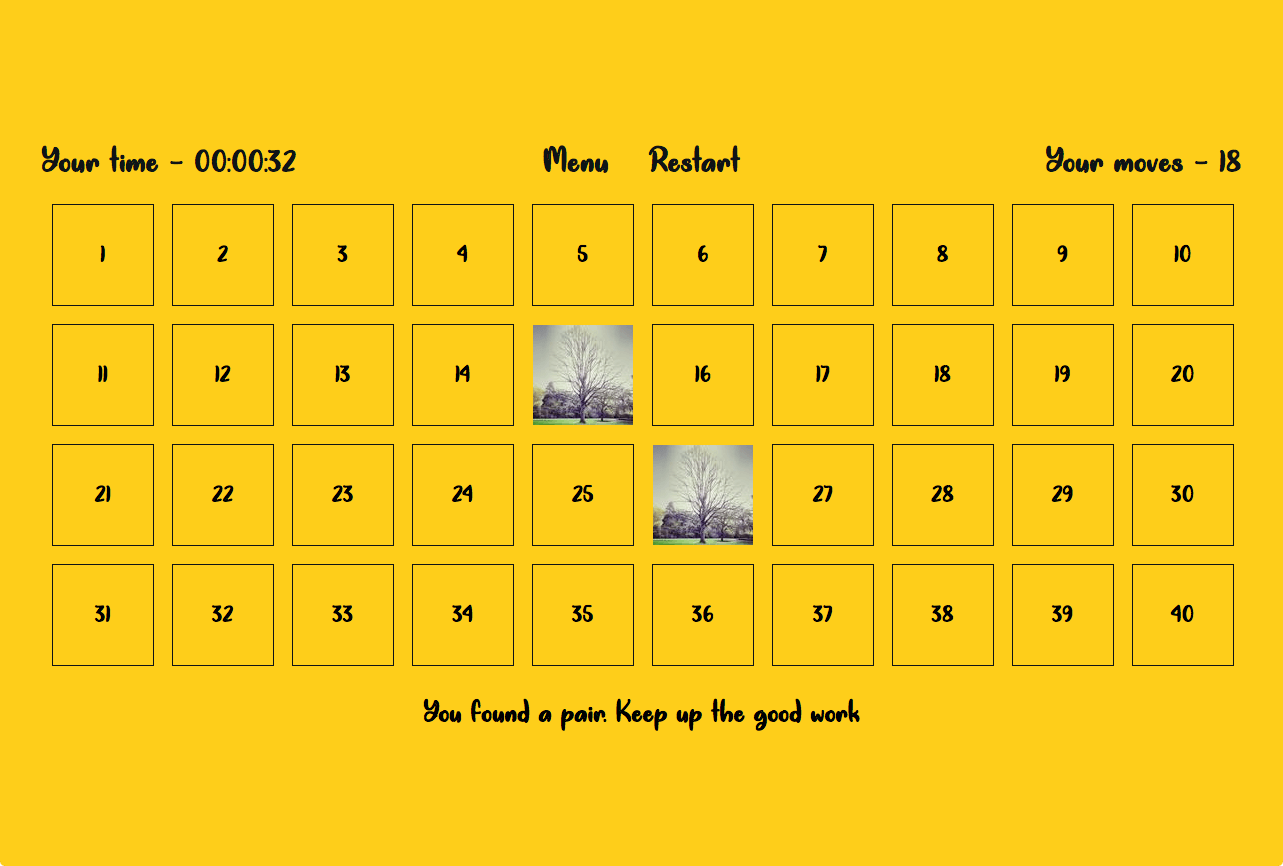 Your time - 00:00:32 Menu Restart Your moves - 18
1 2 3 4 5 6 7 8 9 10
11 12 13 14 16 17 18 19 20
21 22 23 24 25 27 28 29 30
31 32 33 34 35 36 37 38 39 40
You found a pair. Keep up the good work